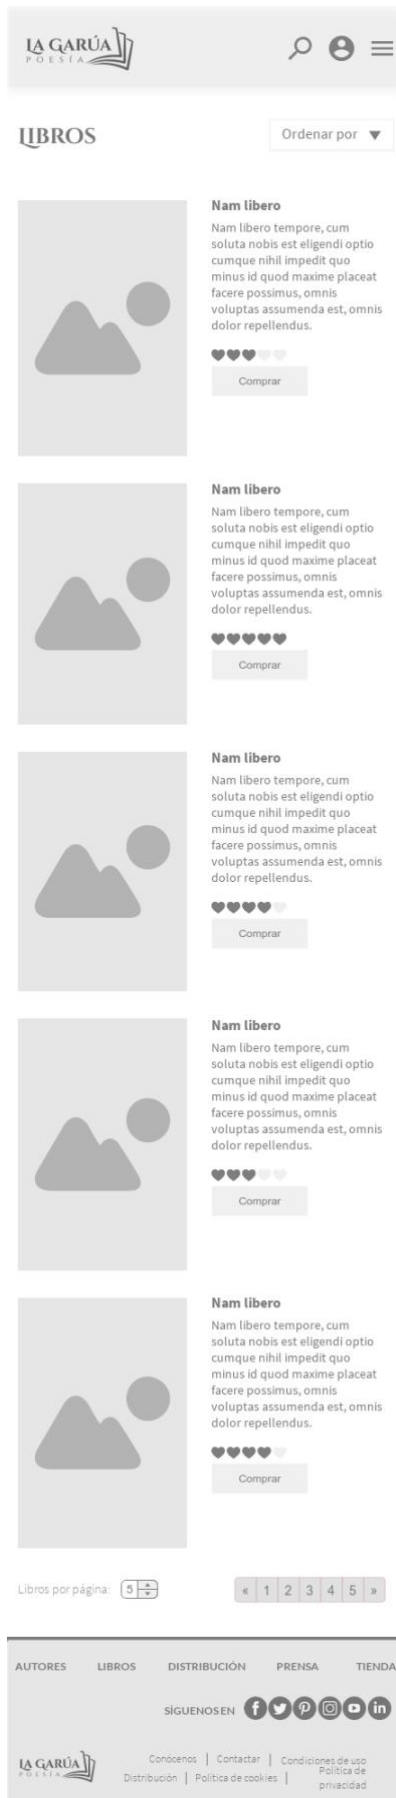 LA GARÚA
POESÍA
LIBROS
Ordenar por
Nam libero
Nam libero tempore, cum
soluta nobis est eligendi optio
cumque nihil impedit quo
minus id quod maxime placeat
facere possimus, omnis
voluptas assumenda est, omnis
dolor repellendus.
Comprar
Nam libero
Nam libero tempore, cum
soluta nobis est eligendi optio
cumque nihil impedit quo
minus id quod maxime placeat
facere possimus, omnis
voluptas assumenda est, omnis
dolor repellendus.
Comprar
Nam libero
Nam libero tempore, cum
soluta nobis est eligendi optio
cumque nihil impedit quo
minus id quod maxime placeat
facere possimus, omnis
voluptas assumenda est, omnis
dolor repellendus.
Comprar
Nam libero
Nam libero tempore, cum
soluta nobis est eligendi optio
cumque nihil impedit quo
minus id quod maxime placeat
facere possimus, omnis
voluptas assumenda est, omnis
dolor repellendus.
Comprar
Nam libero
Nam libero tempore, cum
soluta nobis est eligendi optio
cumque nihil impedit quo
minus id quod maxime placeat
facere possimus, omnis
voluptas assumenda est, omnis
dolor repellendus.
Comprar
Libros por página: 5 « 1 2 3 4 5 »
AUTORES LIBROS DISTRIBUCIÓN PRENSA TIENDA
SÍGUENOS EN
LA GARÚA
POESÍA
Conócenos | Contactar | Condiciones de uso
Distribución | Política de cookies | Política de
privacidad